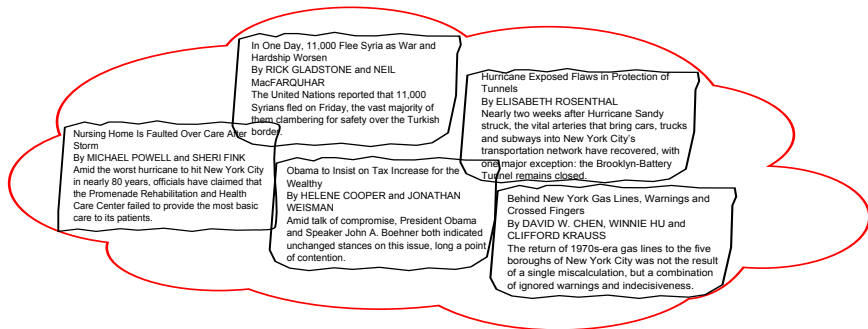 In One Day, 11,000 Flee Syria as War and
Hardship Worsen
By RICK GLADSTONE and NEIL
MacFARQUHAR
The United Nations reported that 11,000
Syrians fled on Friday, the vast majority of
them clambering for safety over the Turkish
border.
Hurricane Exposed Flaws in Protection of
Tunnels
By ELISABETH ROSENTHAL
Nearly two weeks after Hurricane Sandy
struck, the vital arteries that bring cars, trucks
and subways into New York City's
transportation network have recovered, with
one major exception: the Brooklyn-Battery
Tunnel remains closed.
Nursing Home Is Faulted Over Care After
Storm
By MICHAEL POWELL and SHERI FINK
Amid the worst hurricane to hit New York City
in nearly 80 years, officials have claimed that
the Promenade Rehabilitation and Health
Care Center failed to provide the most basic
care to its patients.
Obama to Insist on Tax Increase for the
Wealthy
By HELENE COOPER and JONATHAN
WEISMAN
Amid talk of compromise, President Obama
and Speaker John A. Boehner both indicated
unchanged stances on this issue, long a point
of contention.
Behind New York Gas Lines, Warnings and
Crossed Fingers
By DAVID W. CHEN, WINNIE HU and
CLIFFORD KRAUSS
The return of 1970s-era gas lines to the five
boroughs of New York City was not the result
of a single miscalculation, but a combination
of ignored warnings and indecisiveness.